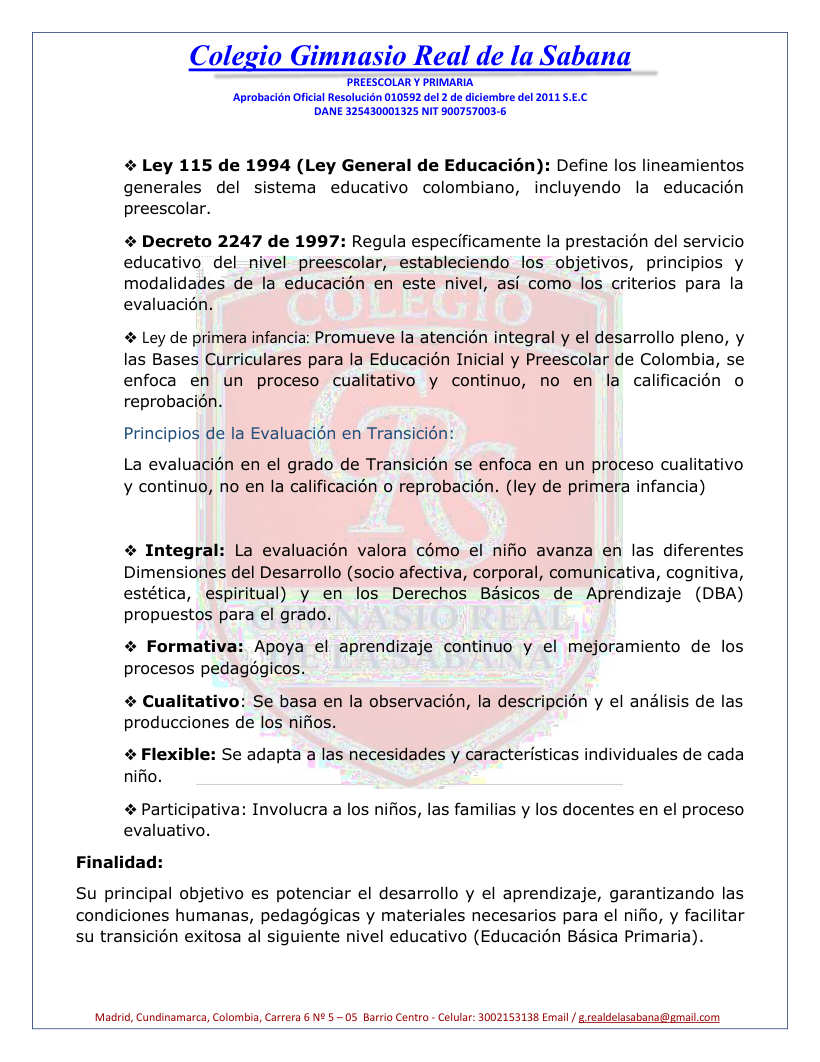 Colegio Gimnasio Real de la Sabana
PREESCOLAR Y PRIMARIA
Aprobación Oficial Resolución 010592 del 2 de diciembre del 2011 S.E.C
DANE 325430001325 NIT 900757003-6
❖ Ley 115 de 1994 (Ley General de Educación): Define los lineamientos
generales del sistema educativo colombiano, incluyendo la educación
preescolar.
❖ Decreto 2247 de 1997: Regula específicamente la prestación del servicio
educativo del nivel preescolar, estableciendo los objetivos, principios y
modalidades de la educación en este nivel, así como los criterios para la
evaluación.
❖ Ley de primera infancia: Promueve la atención integral y el desarrollo pleno, y
las Bases Curriculares para la Educación Inicial y Preescolar de Colombia, se
enfoca en un proceso cualitativo y continuo, no en la calificación o
reprobación.
Principios de la Evaluación en Transición:
La evaluación en el grado de Transición se enfoca en un proceso cualitativo
y continuo, no en la calificación o reprobación. (ley de primera infancia)
❖ Integral: La evaluación valora cómo el niño avanza en las diferentes
Dimensiones del Desarrollo (socio afectiva, corporal, comunicativa, cognitiva,
estética, espiritual) y en los Derechos Básicos de Aprendizaje (DBA)
propuestos para el grado.
❖ Formativa: Apoya el aprendizaje continuo y el mejoramiento de los
procesos pedagógicos.
❖ Cualitativo: Se basa en la observación, la descripción y el análisis de las
producciones de los niños.
❖ Flexible: Se adapta a las necesidades y características individuales de cada
niño.
❖ Participativa: Involucra a los niños, las familias y los docentes en el proceso
evaluativo.
Finalidad:
Su principal objetivo es potenciar el desarrollo y el aprendizaje, garantizando las
condiciones humanas, pedagógicas y materiales necesarios para el niño, y facilitar
su transición exitosa al siguiente nivel educativo (Educación Básica Primaria).
Madrid, Cundinamarca, Colombia, Carrera 6 Nº 5 – 05 Barrio Centro - Celular: 3002153138 Email / g.realdelasabana@gmail.com
COLEGIO
GRS
GIMNASIO REAL
DE LA SABANA